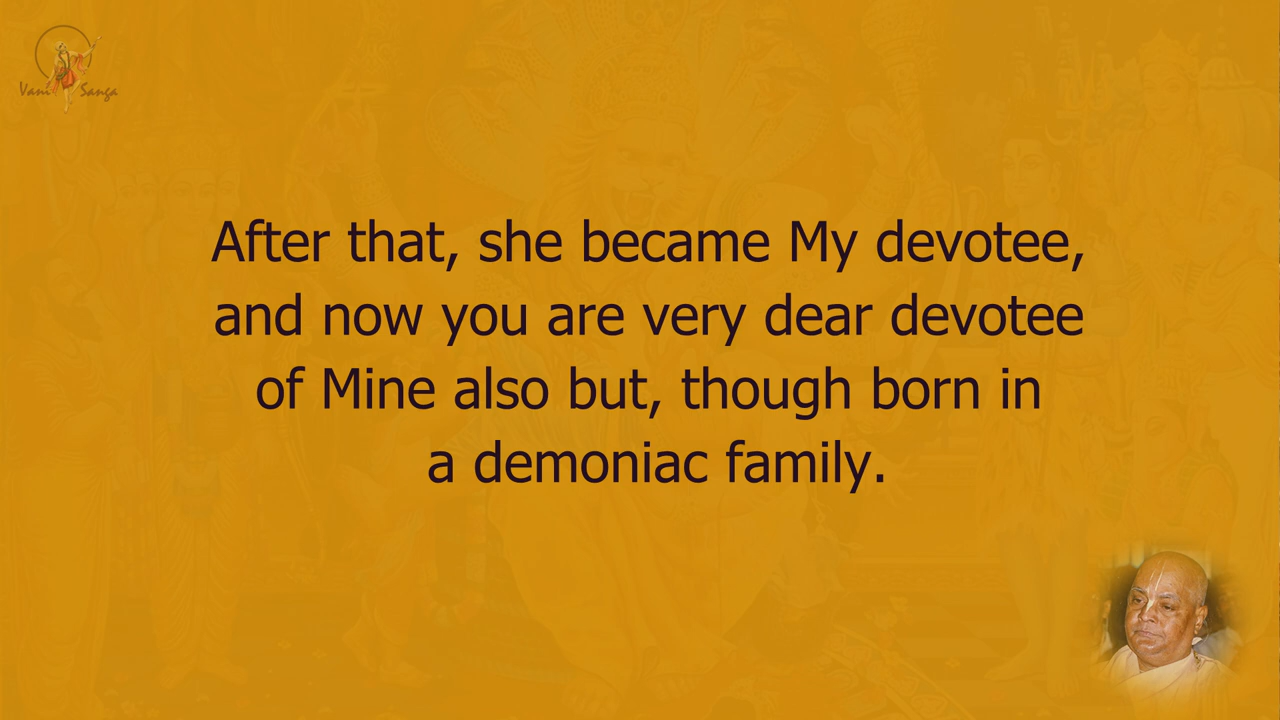 Vani Sanga
After that, she became My devotee,
and now you are very dear devotee
of Mine also but, though born in
a demoniac family.